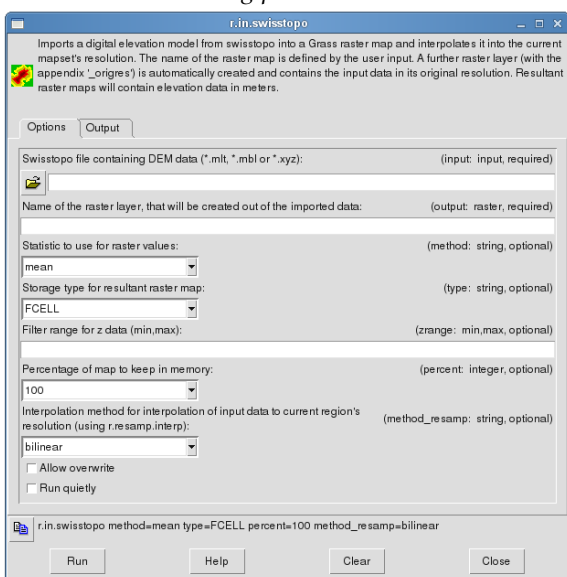 r.in.swisstopo
Imports a digital elevation model from swisstopo into a Grass raster map and interpolates it into the current
mapset's resolution. The name of the raster map is defined by the user input. A further raster layer (with the
appendix '_origres') is automatically created and contains the input data in its original resolution. Resultant
raster maps will contain elevation data in meters.
Options Output
Swisstopo file containing DEM data (*.mlt, *.mbl or *.xyz): (input: input, required)
Name of the raster layer, that will be created out of the imported data: (output: raster, required)
Statistic to use for raster values: (method: string, optional)
mean
Storage type for resultant raster map: (type: string, optional)
FCELL
Filter range for z data (min,max): (zrange: min,max, optional)
Percentage of map to keep in memory: (percent: integer, optional)
100
Interpolation method for interpolation of input data to current region's
resolution (using r.resamp.interp): (method_resamp: string, optional)
bilinear
Allow overwrite
Run quietly
r.in.swisstopo method=mean type=FCELL percent=100 method_resamp=bilinear
Run Help Clear Close